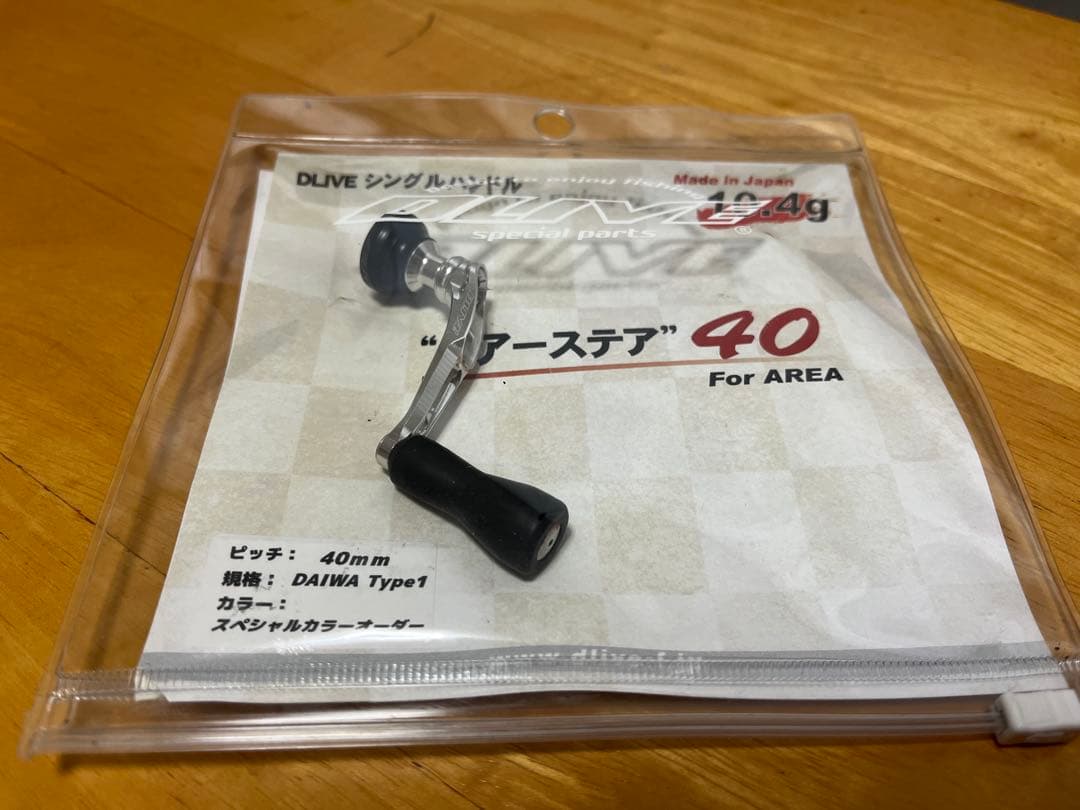 DLIVE シングルハンドル
enjoy fishing
Made in Japan
DLIVE®
special parts
"アーステア" 40
For AREA
ピッチ： 40mm
規格： DAIWA Type1
カラー：
スペシャルカラーオーダー